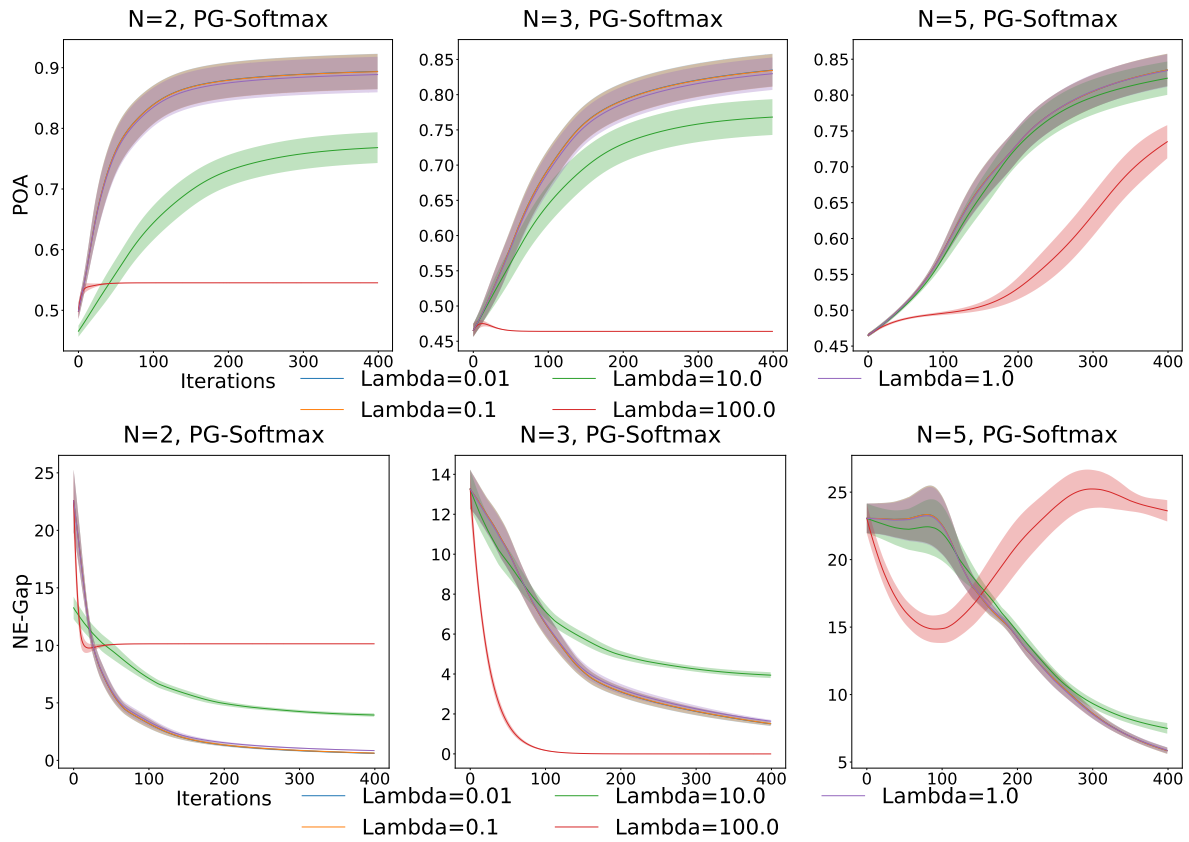 N=2, PG-Softmax
N=3, PG-Softmax
N=5, PG-Softmax
POA
0.9
0.8
0.7
0.6
0.5
0.85
0.80
0.75
0.70
0.65
0.60
0.55
0.50
0.45
0.85
0.80
0.75
0.70
0.65
0.60
0.55
0.50
0.45
0 100 200 300 400
0 100 200 300 400
0 100 200 300 400
Iterations
Lambda=0.01
Lambda=10.0
Lambda=1.0
Lambda=0.1
Lambda=100.0
N=2, PG-Softmax
N=3, PG-Softmax
N=5, PG-Softmax
NE-Gap
25
20
15
10
5
0
14
12
10
8
6
4
2
0
25
20
15
10
5
0 100 200 300 400
0 100 200 300 400
0 100 200 300 400
Iterations
Lambda=0.01
Lambda=10.0
Lambda=1.0
Lambda=0.1
Lambda=100.0